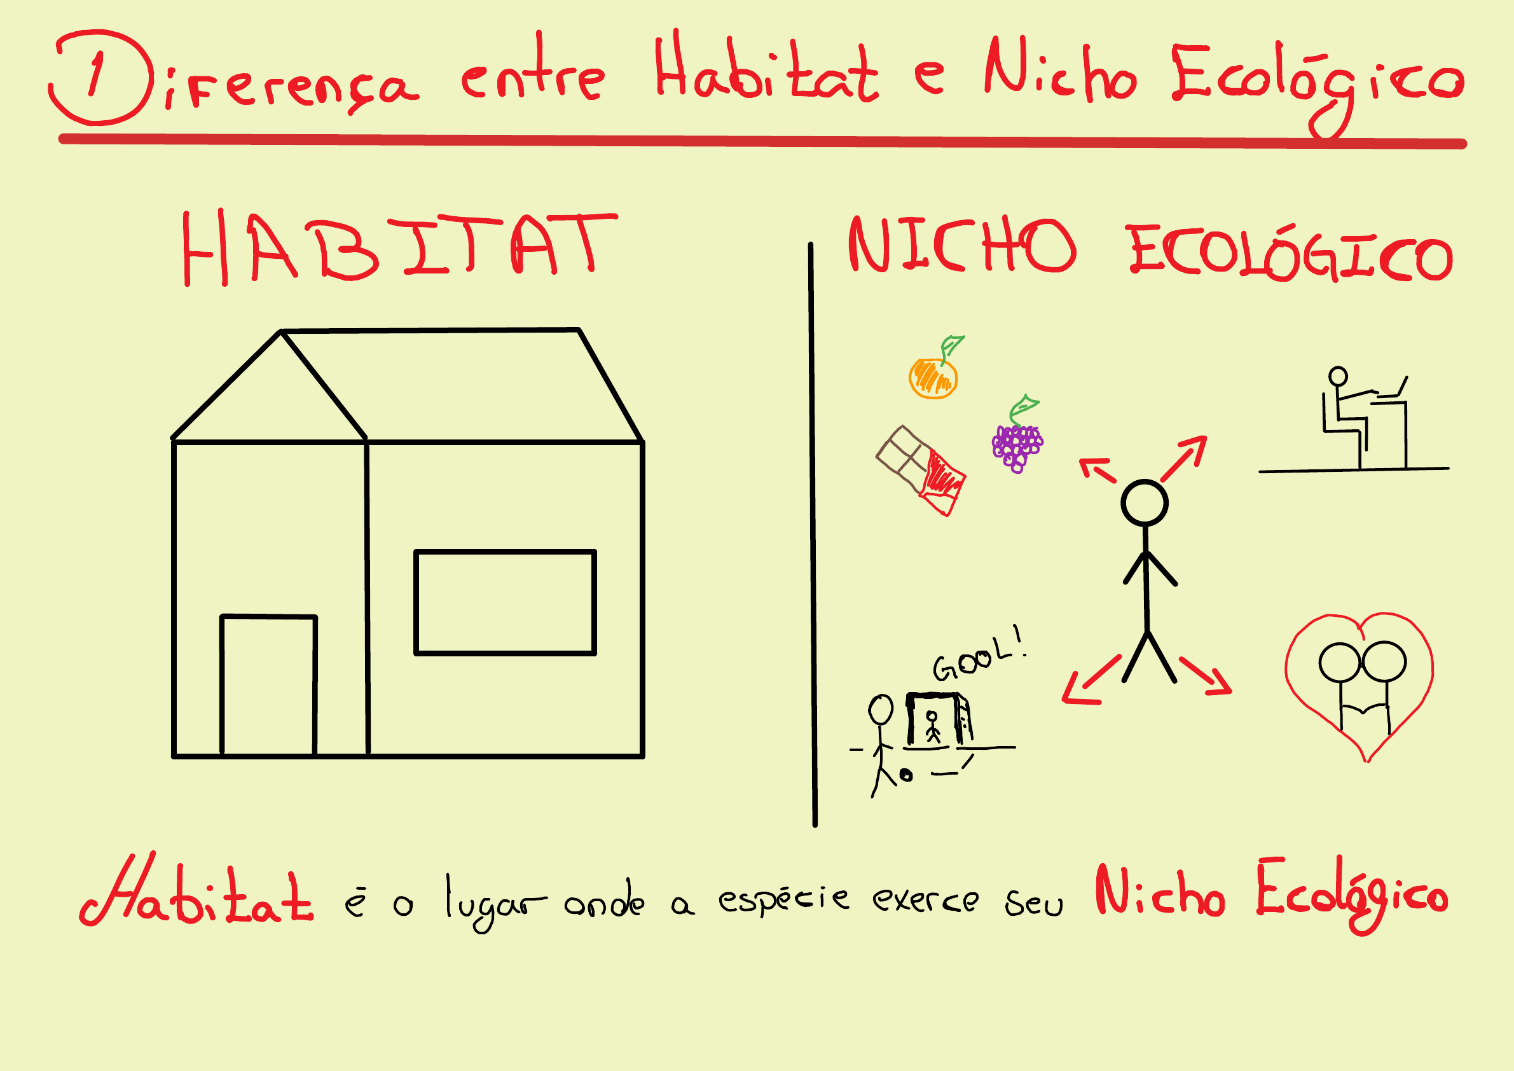 1 Diferença entre Habitat e Nicho Ecológico
HABITAT
NICHO ECOLÓGICO
GOOL!
Habitat é o lugar onde a espécie exerce seu Nicho Ecológico